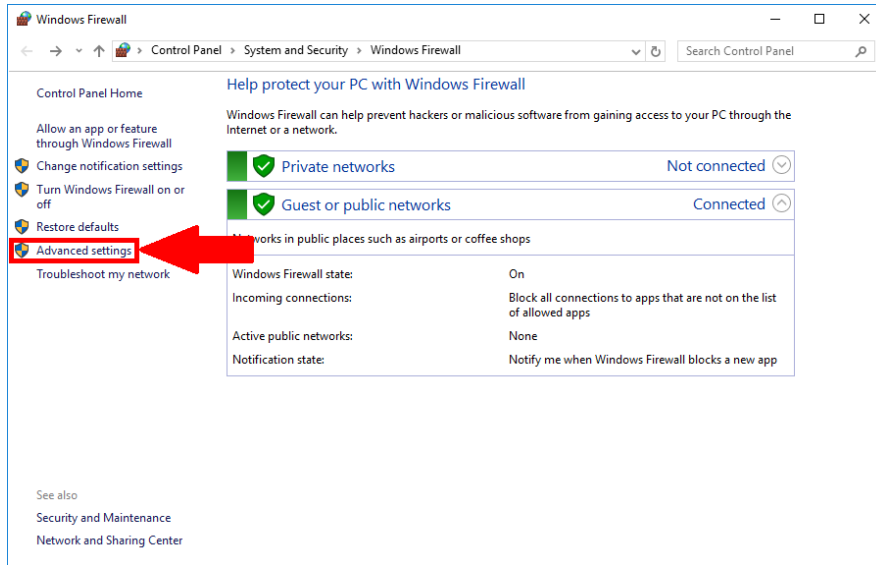 Windows Firewall
Control Panel > System and Security > Windows Firewall
Search Control Panel
Control Panel Home
Allow an app or feature
through Windows Firewall
Change notification settings
Turn Windows Firewall on or
off
Restore defaults
Advanced settings
Troubleshoot my network
See also
Security and Maintenance
Network and Sharing Center
Help protect your PC with Windows Firewall
Windows Firewall can help prevent hackers or malicious software from gaining access to your PC through the
Internet or a network.
Private networks Not connected
Guest or public networks Connected
in public places such as airports or coffee shops
Windows Firewall state: On
Incoming connections: Block all connections to apps that are not on the list
of allowed apps
Active public networks: None
Notification state: Notify me when Windows Firewall blocks a new app